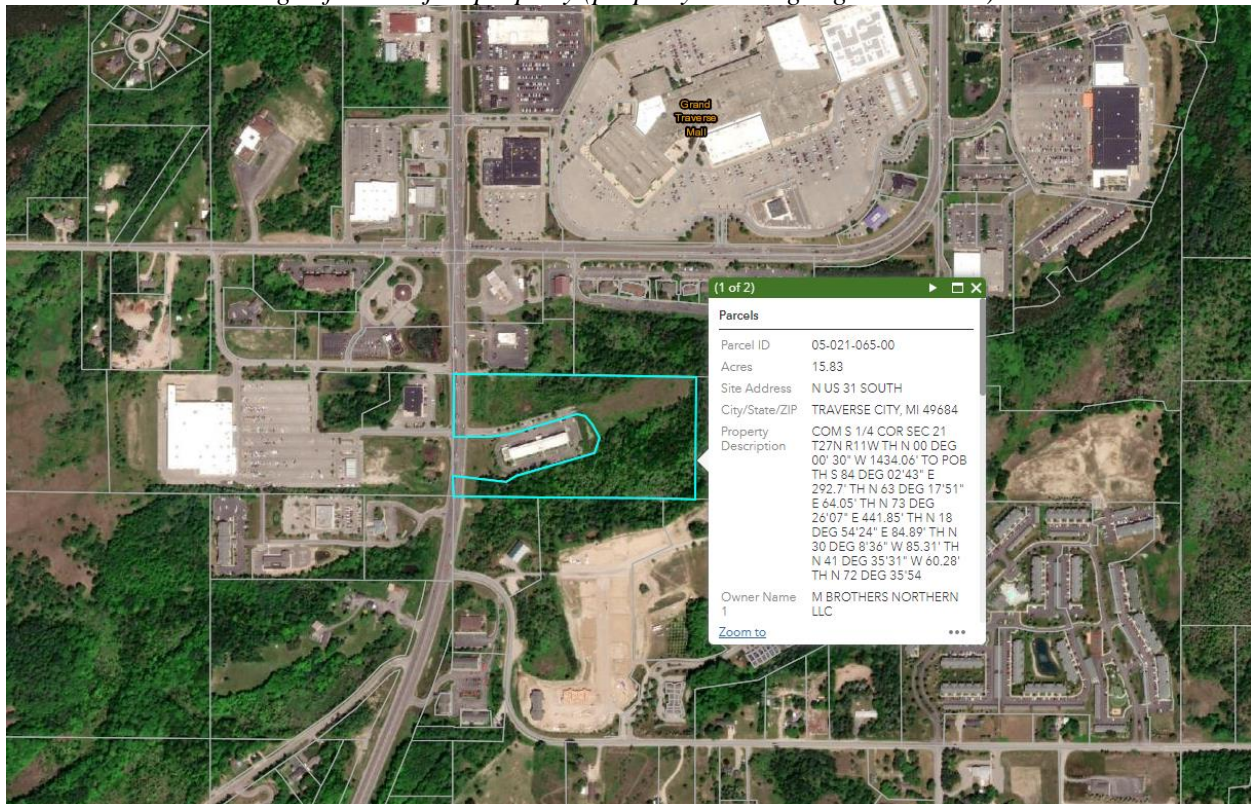 property (property
Grand
Traverse
Mall
(1 of 2)
Parcels
Parcel ID 05-021-065-00
Acres 15.83
Site Address N US 31 SOUTH
City/State/ZIP TRAVERSE CITY, MI 49684
Property Description COM S 1/4 COR SEC 21
T27N R11W TH N 00 DEG
00' 30" W 1434.06' TO POB
TH S 84 DEG 02'43" E
292.7' TH N 63 DEG 17'51"
E 64.05' TH N 73 DEG
26'07" E 441.85' TH N 18
DEG 54'24" E 84.89' TH N
30 DEG 8'36" W 85.31' TH
N 41 DEG 35'31" W 60.28'
TH N 72 DEG 35'54
Owner Name 1 M BROTHERS NORTHERN
LLC
Zoom to